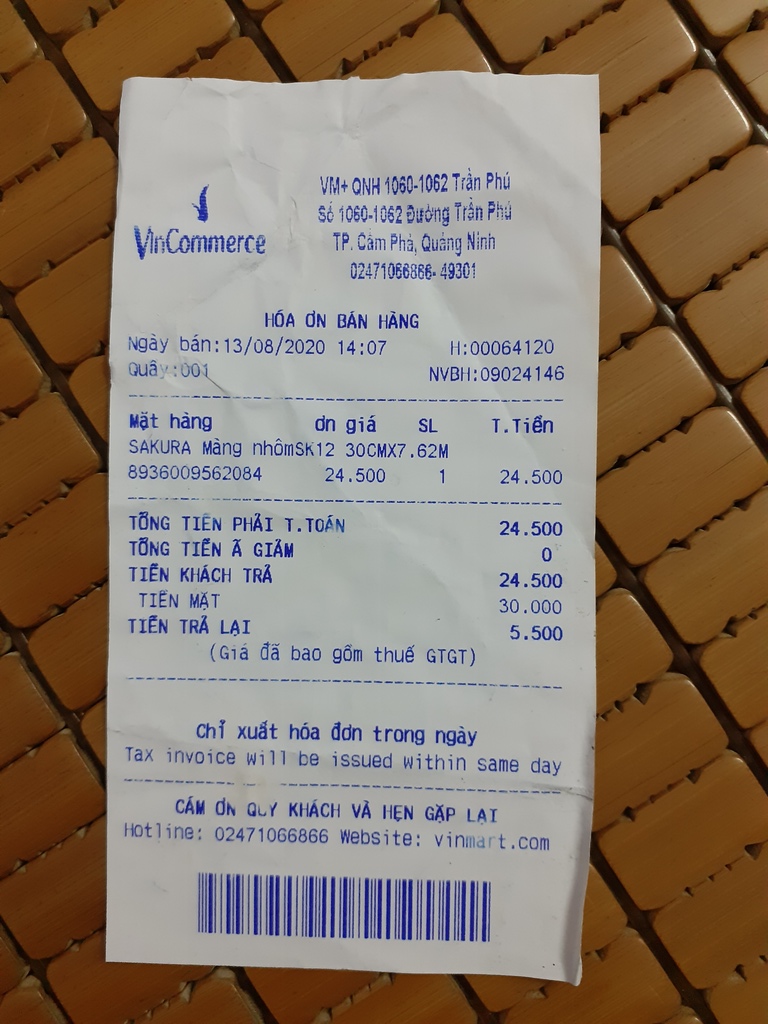 VinCommerce
VM+ QNH 1060-1062 Trần Phú
Số 1060-1062 Đường Trần Phú
TP. Cẩm Phả, Quảng Ninh
02471066866-49301
HÓA ƠN BÁN HÀNG
Ngày bán:13/08/2020 14:07 H:00064120
Quầy:001 NVBH:09024146
Mặt hàng ơn giá SL T.Tiền
SAKURA Màng nhômSK12 30CMX7.62M
8936009562084 24.500 1 24.500
TỔNG TIỀN PHẢI T.TOÁN 24.500
TỔNG TIỀN Ã GIẢM 0
TIỀN KHÁCH TRẢ 24.500
TIỀN MẶT 30.000
TIỀN TRẢ LẠI 5.500
(Giá đã bao gồm thuế GTGT)
Chỉ xuất hóa đơn trong ngày
Tax invoice will be issued within same day
CẢM ƠN QUÝ KHÁCH VÀ HẸN GẶP LẠI
Hotline: 02471066866 Website: vinmart.com